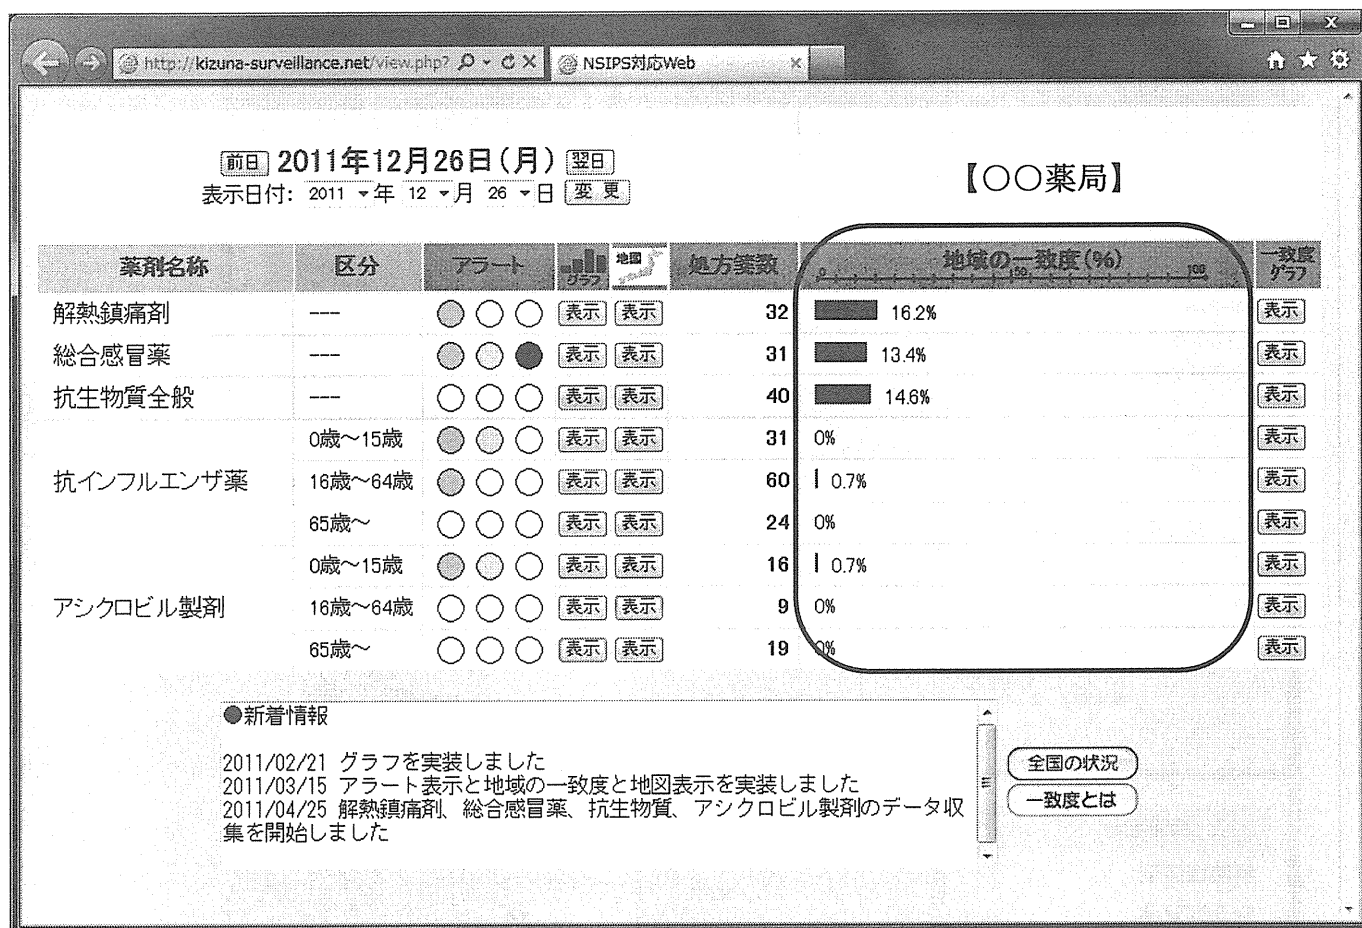 http://kizuna-surveillance.net/view.php? NSIPS対応Web
前日 2011年12月26日(月) 翌日
表示日付: 2011 年 12 月 26 日 変更
【○○薬局】
薬剤名称 区分 アラート グラフ 地図 処方箋数 地域の一致度(%) 一致度グラフ
0 50 100
解熱鎮痛剤 --- 表示 表示 32 16.2% 表示
総合感冒薬 --- 表示 表示 31 13.4% 表示
抗生物質全般 --- 表示 表示 40 14.6% 表示
0歳～15歳 表示 表示 31 0% 表示
抗インフルエンザ薬 16歳～64歳 表示 表示 60 0.7% 表示
65歳～ 表示 表示 24 0% 表示
0歳～15歳 表示 表示 16 0.7% 表示
アシクロビル製剤 16歳～64歳 表示 表示 9 0% 表示
65歳～ 表示 表示 19 0% 表示
●新着情報
2011/02/21 グラフを実装しました
2011/03/15 アラート表示と地域の一致度と地図表示を実装しました
2011/04/25 解熱鎮痛剤、総合感冒薬、抗生物質、アシクロビル製剤のデータ収
集を開始しました
全国の状況
一致度とは